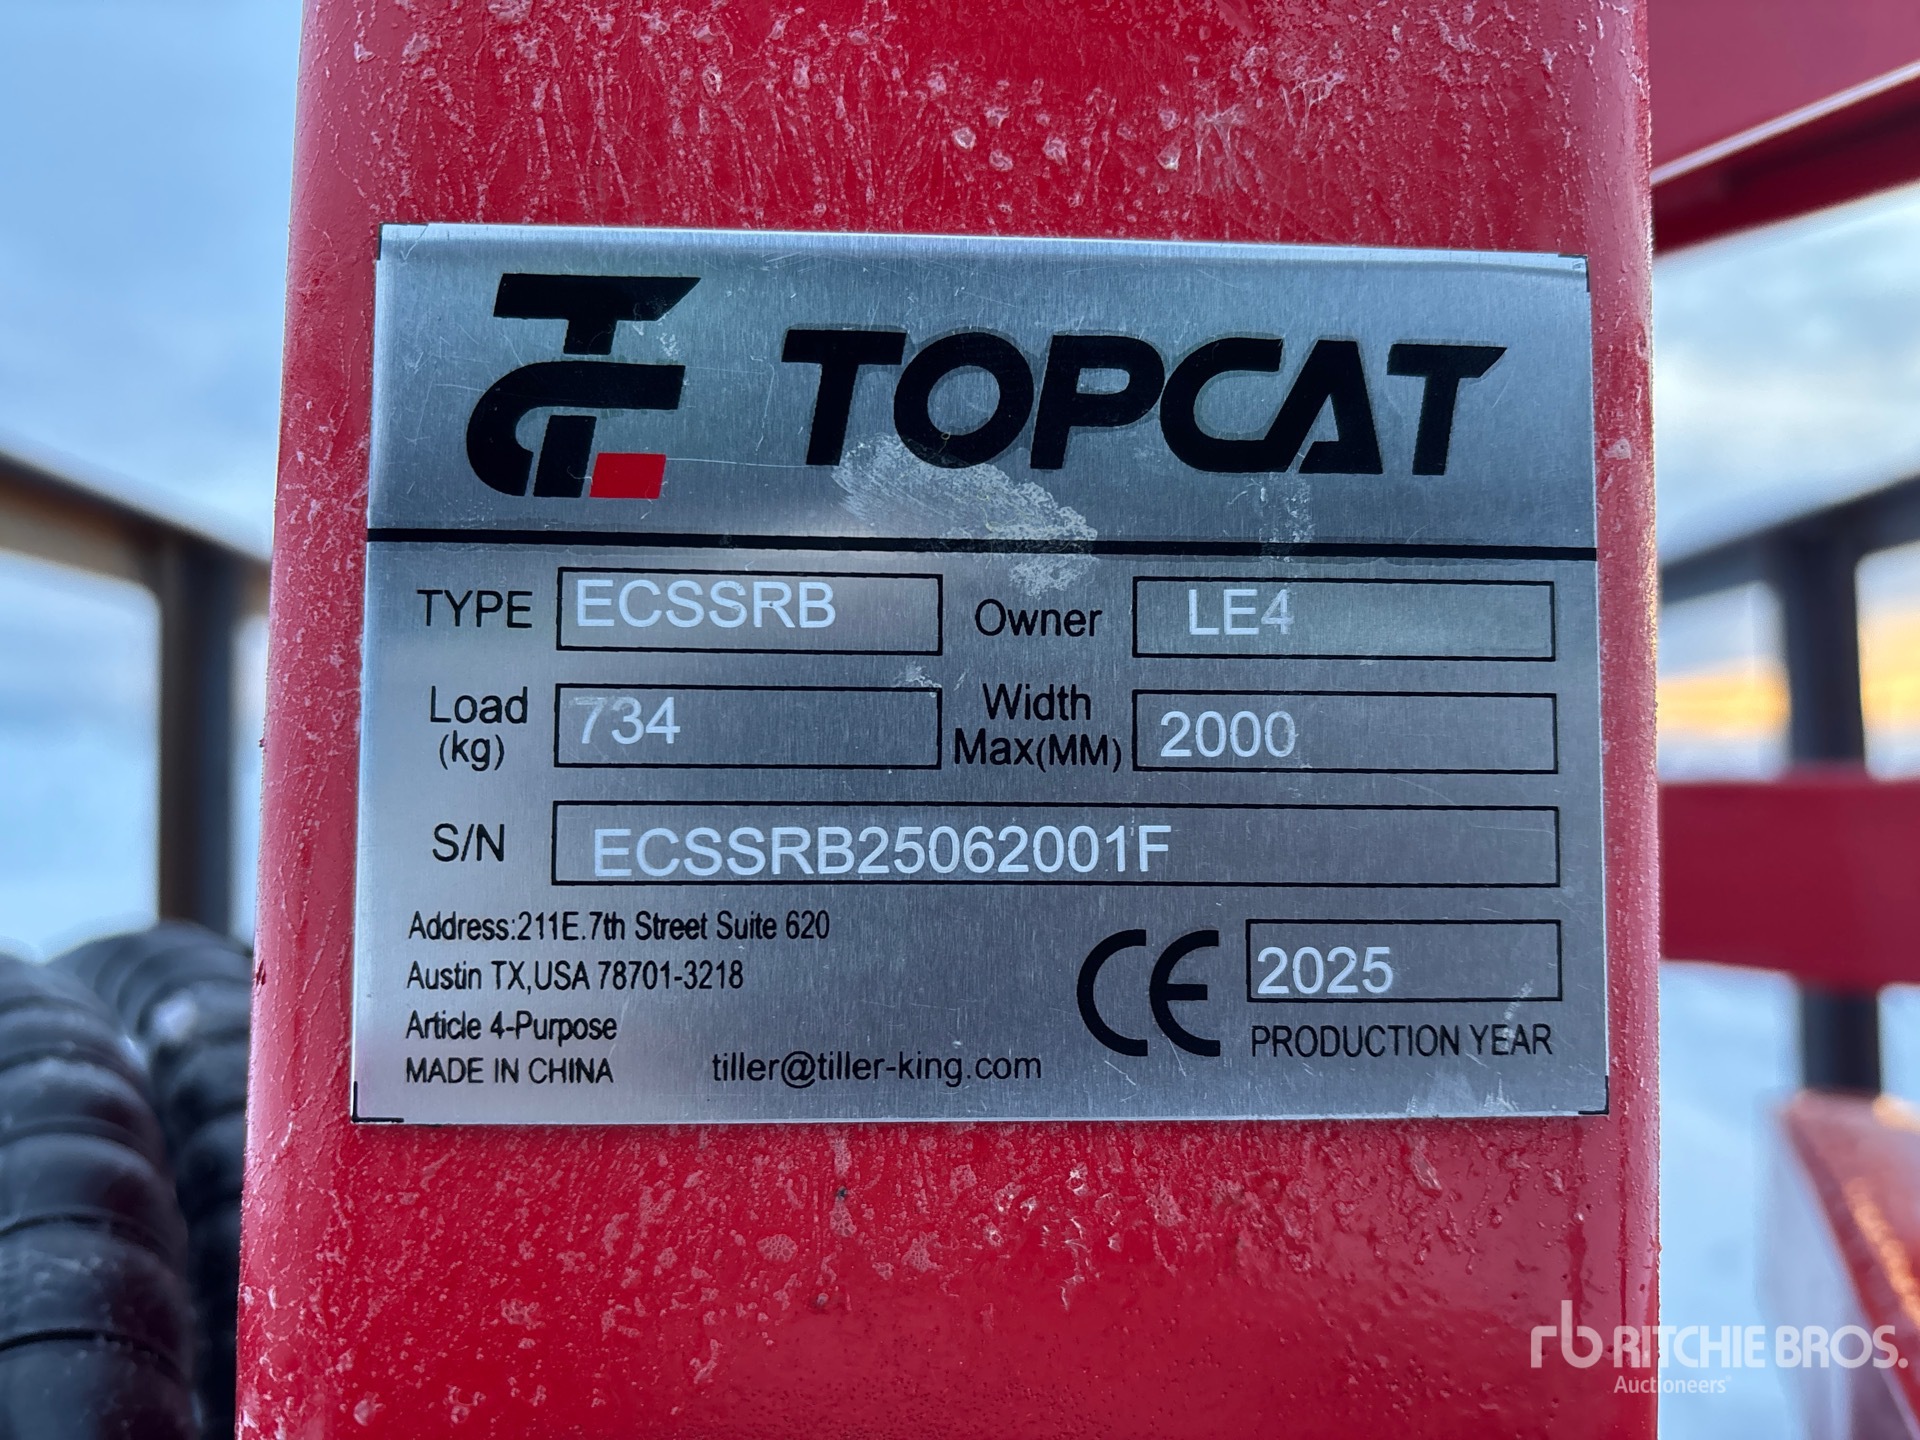 TOPCAT
TYPE ECSSRB Owner LE4
Load (kg) 734 Width Max(MM) 2000
S/N ECSSRB25062001F
Address:211E.7th Street Suite 620
Austin TX,USA 78701-3218
Article 4-Purpose
MADE IN CHINA tiller@tiller-king.com
CE 2025
PRODUCTION YEAR
rb RITCHIE BROS.
Auctioneers